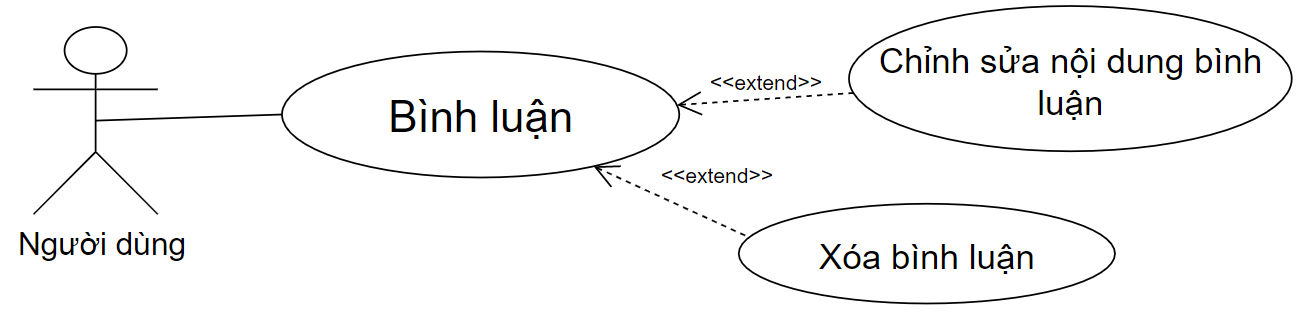 Chỉnh sửa nội dung bình
luận
<<extend>>
Bình luận
<<extend>>
Người dùng
Xóa bình luận